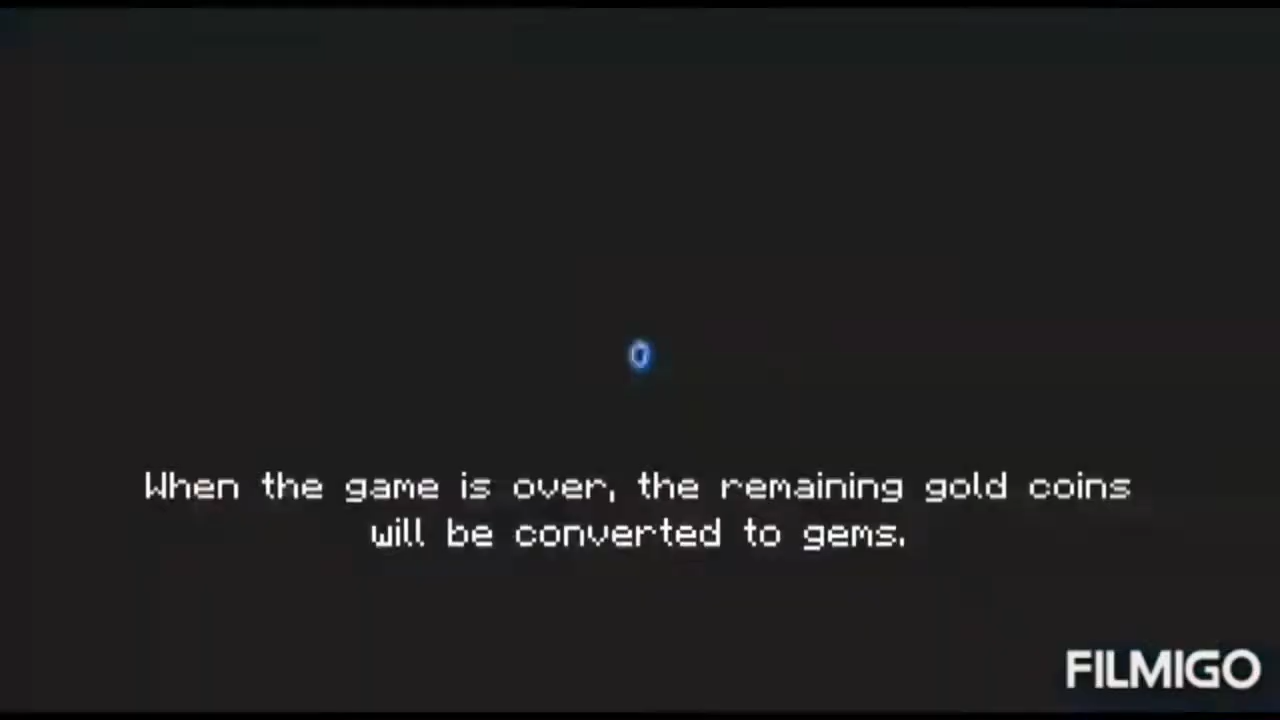 When the game is over, the remaining gold coins
will be converted to gems.
FILMIGO